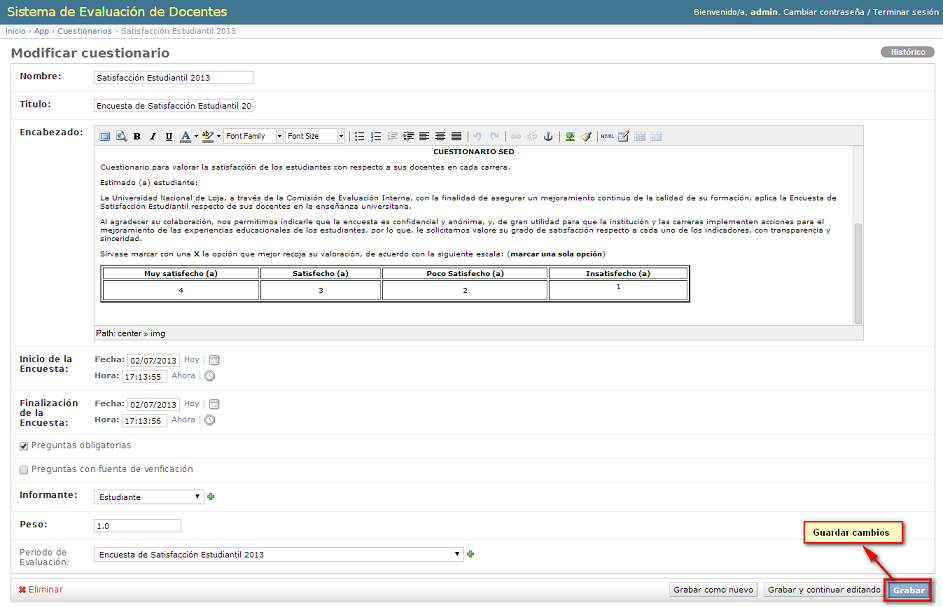 Sistema de Evaluación de Docentes
Bienvenido/a, admin. Cambiar contraseña / Terminar sesión
Inicio › App › Cuestionarios › Satisfacción Estudiantil 2013
Modificar cuestionario
Histórico
Nombre: Satisfacción Estudiantil 2013
Titulo: Encuesta de Satisfacción Estudiantil 20
Encabezado:
B I U A ab Font Family Font Size HTML
CUESTIONARIO SED
Cuestionario para valorar la satisfacción de los estudiantes con respecto a sus docentes en cada carrera.
Estimado (a) estudiante:
La Universidad Nacional de Loja, a través de la Comisión de Evaluación Interna, con la finalidad de asegurar un mejoramiento continuo de la calidad de su formación, aplica la Encuesta de
Satisfacción Estudiantil respecto de sus docentes en la enseñanza universitaria.
Al agradecer su colaboración, nos permitimos indicarle que la encuesta es confidencial y anónima, y, de gran utilidad para que la institución y las carreras implementen acciones para el
mejoramiento de las experiencias educacionales de los estudiantes, por lo que, le solicitamos valore su grado de satisfacción respecto a cada uno de los indicadores, con transparencia y
sinceridad.
Sírvase marcar con una X la opción que mejor recoja su valoración, de acuerdo con la siguiente escala: (marque una sola opción)
Muy satisfecho (a) Satisfecho (a) Poco Satisfecho (a) Insatisfecho (a)
4 3 2 1
Path: center » img
Inicio de la
Encuesta:
Fecha: 02/07/2013 Hoy |
Hora: 17:13:55 Ahora |
Finalización
de la
Encuesta:
Fecha: 02/07/2013 Hoy |
Hora: 17:13:56 Ahora |
Preguntas obligatorias
Preguntas con fuente de verificación
Informante: Estudiante
Peso: 1.0
Periodo de
Evaluación:
Encuesta de Satisfacción Estudiantil 2013
Guardar cambios
Eliminar
Grabar como nuevo
Grabar y continuar editando
Grabar